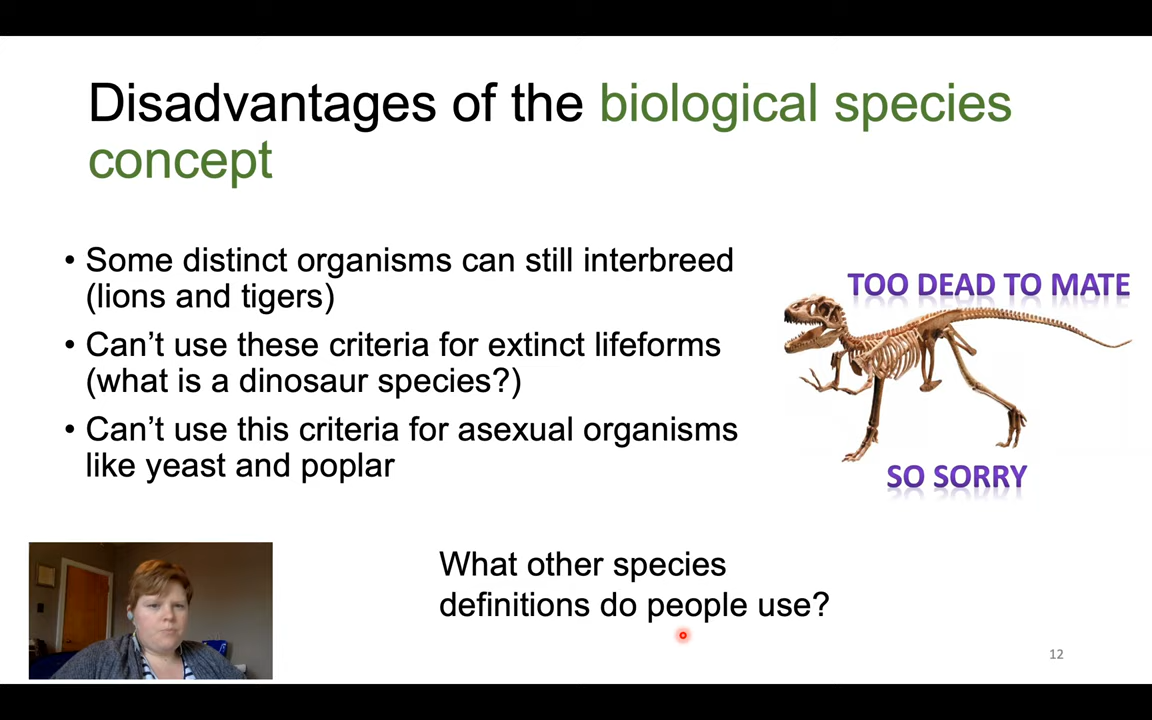 Disadvantages of the biological species
concept
• Some distinct organisms can still interbreed
(lions and tigers)
• Can’t use these criteria for extinct lifeforms
(what is a dinosaur species?)
• Can’t use this criteria for asexual organisms
like yeast and poplar
TOO DEAD TO MATE
SO SORRY
What other species
definitions do people use?
12